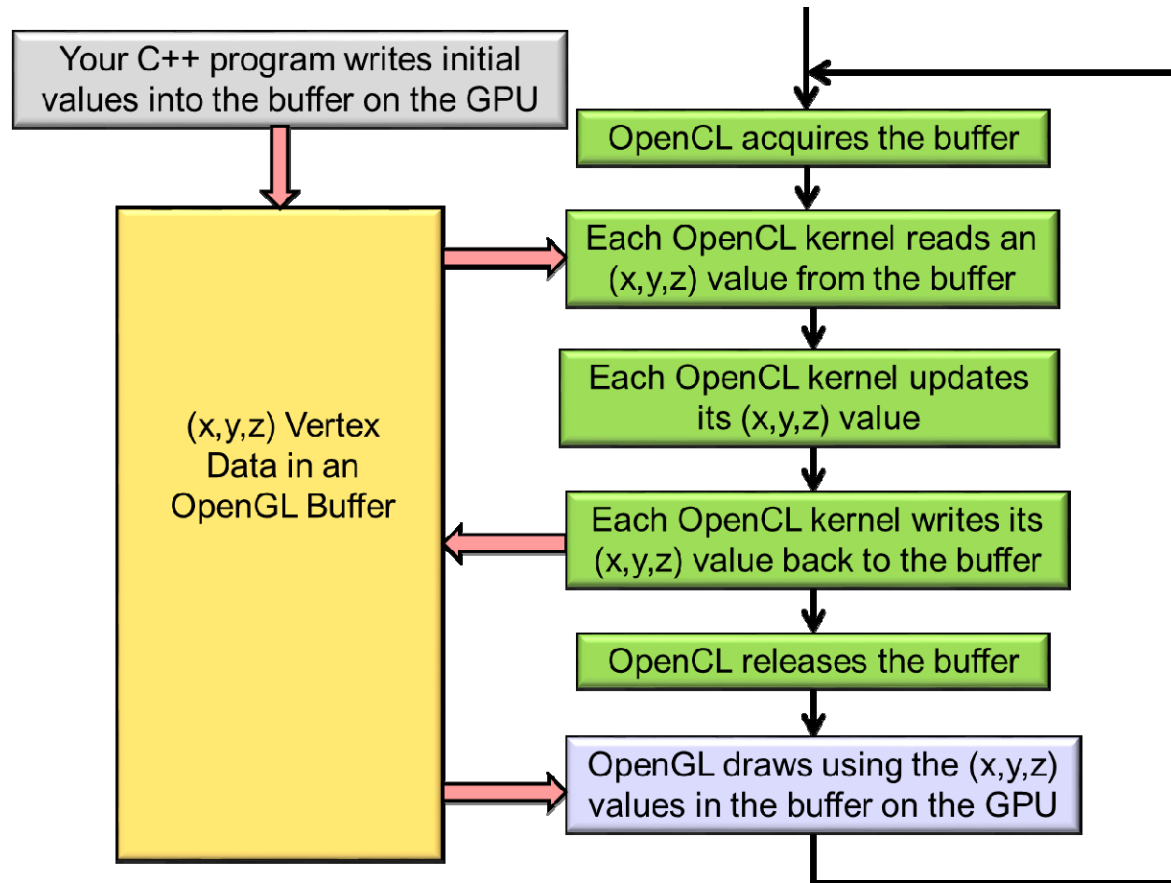 Your C++ program writes initial
values into the buffer on the GPU
OpenCL acquires the buffer
Each OpenCL kernel reads an
(x,y,z) value from the buffer
Each OpenCL kernel updates
its (x,y,z) value
(x,y,z) Vertex
Data in an
OpenGL Buffer
Each OpenCL kernel writes its
(x,y,z) value back to the buffer
OpenCL releases the buffer
OpenGL draws using the (x,y,z)
values in the buffer on the GPU